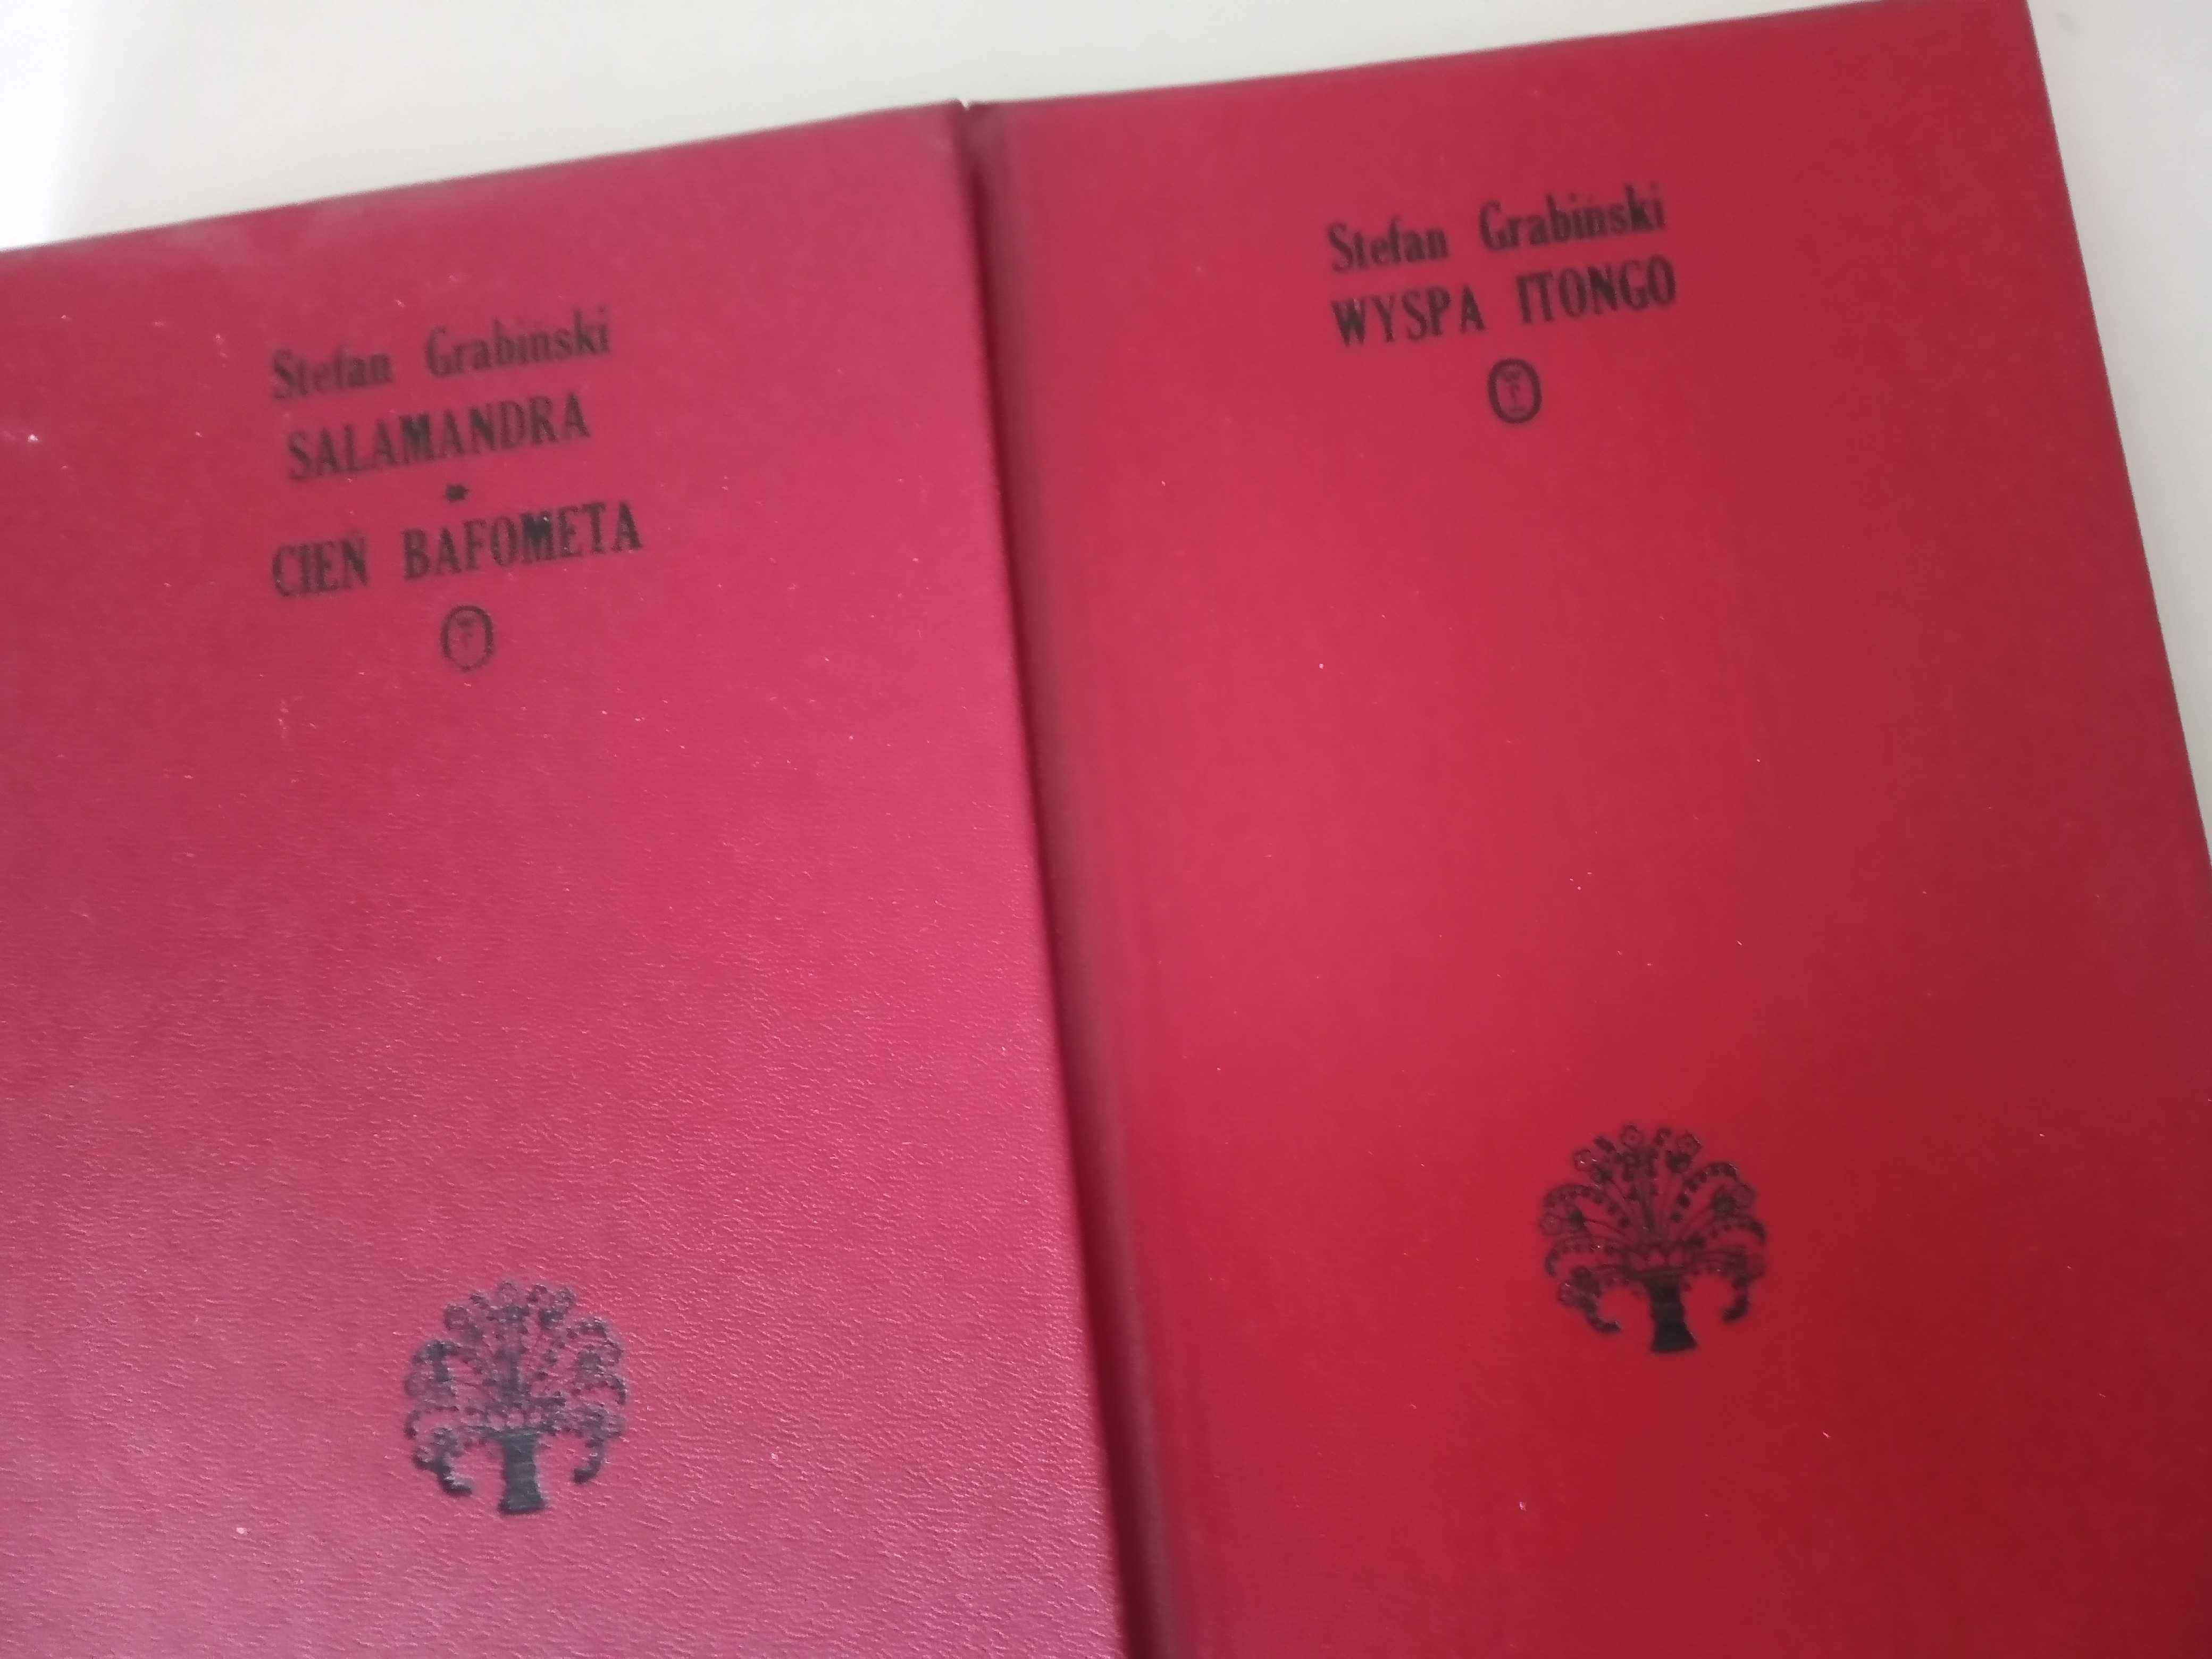 Stefan Grabiński
SALAMANDRA
*
CIEŃ BAFOMETA
Stefan Grabiński
WYSPA ITONGO